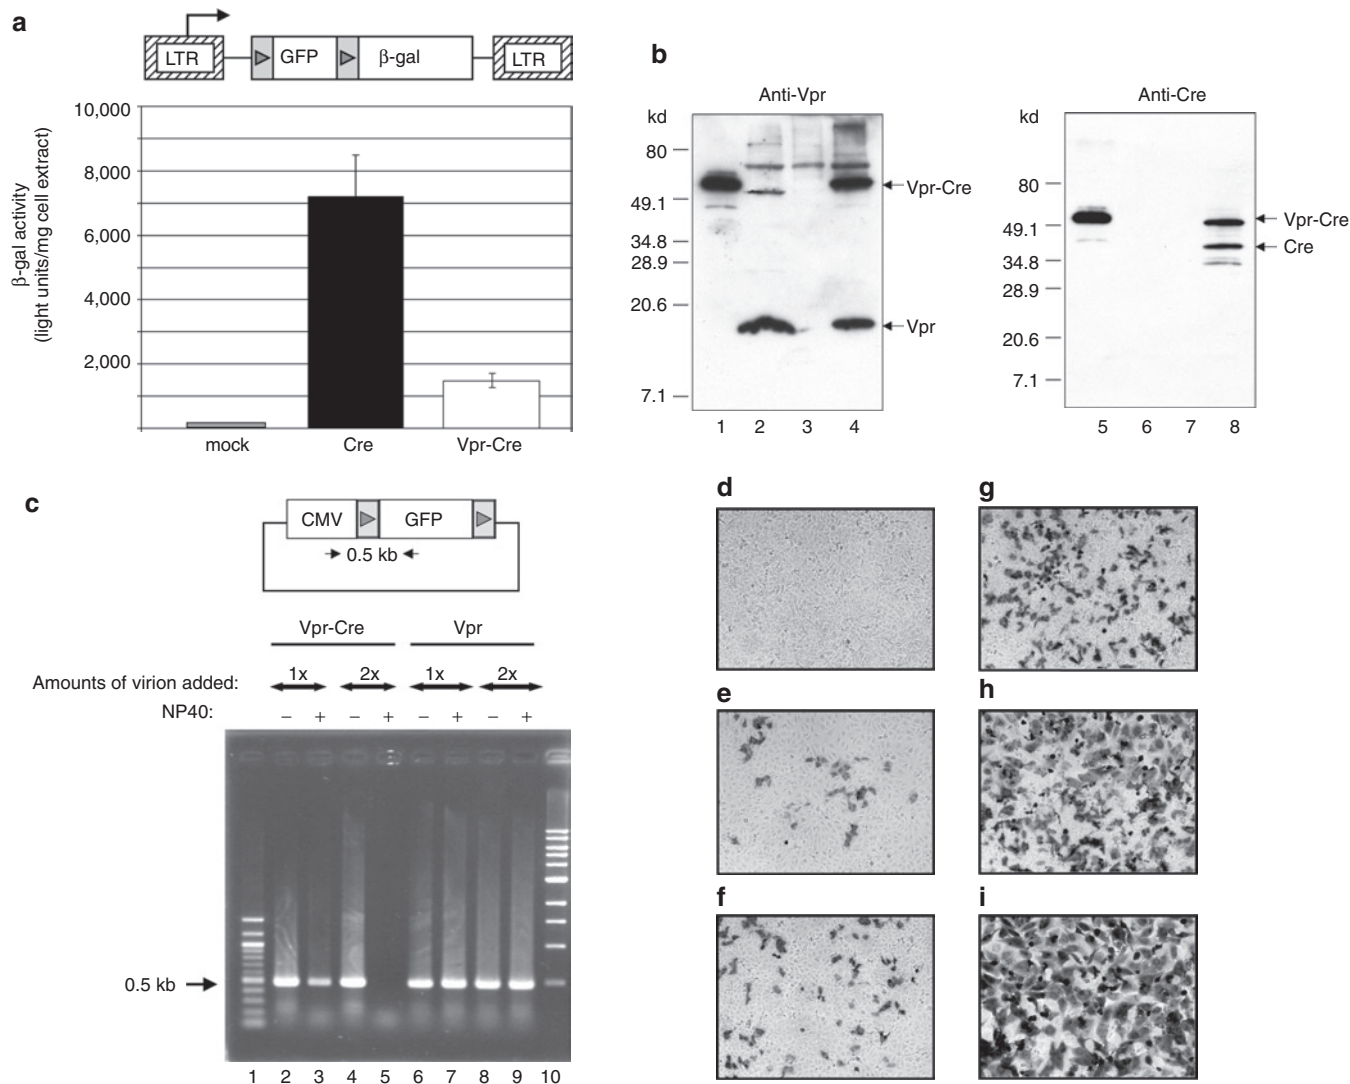 a
LTR GFP β-gal LTR
β-gal activity
(light units/mg cell extract)
10,000
8,000
6,000
4,000
2,000
mock Cre Vpr-Cre
b
Anti-Vpr
kd
80
49.1
34.8
28.9
20.6
7.1
Vpr-Cre
Vpr
1 2 3 4
Anti-Cre
kd
80
49.1
34.8
28.9
20.6
7.1
Vpr-Cre
Cre
5 6 7 8
c
CMV GFP
0.5 kb
Vpr-Cre Vpr
Amounts of virion added: 1x 2x 1x 2x
NP40: – + – + – + – +
0.5 kb
1 2 3 4 5 6 7 8 9 10
d
e
f
g
h
i